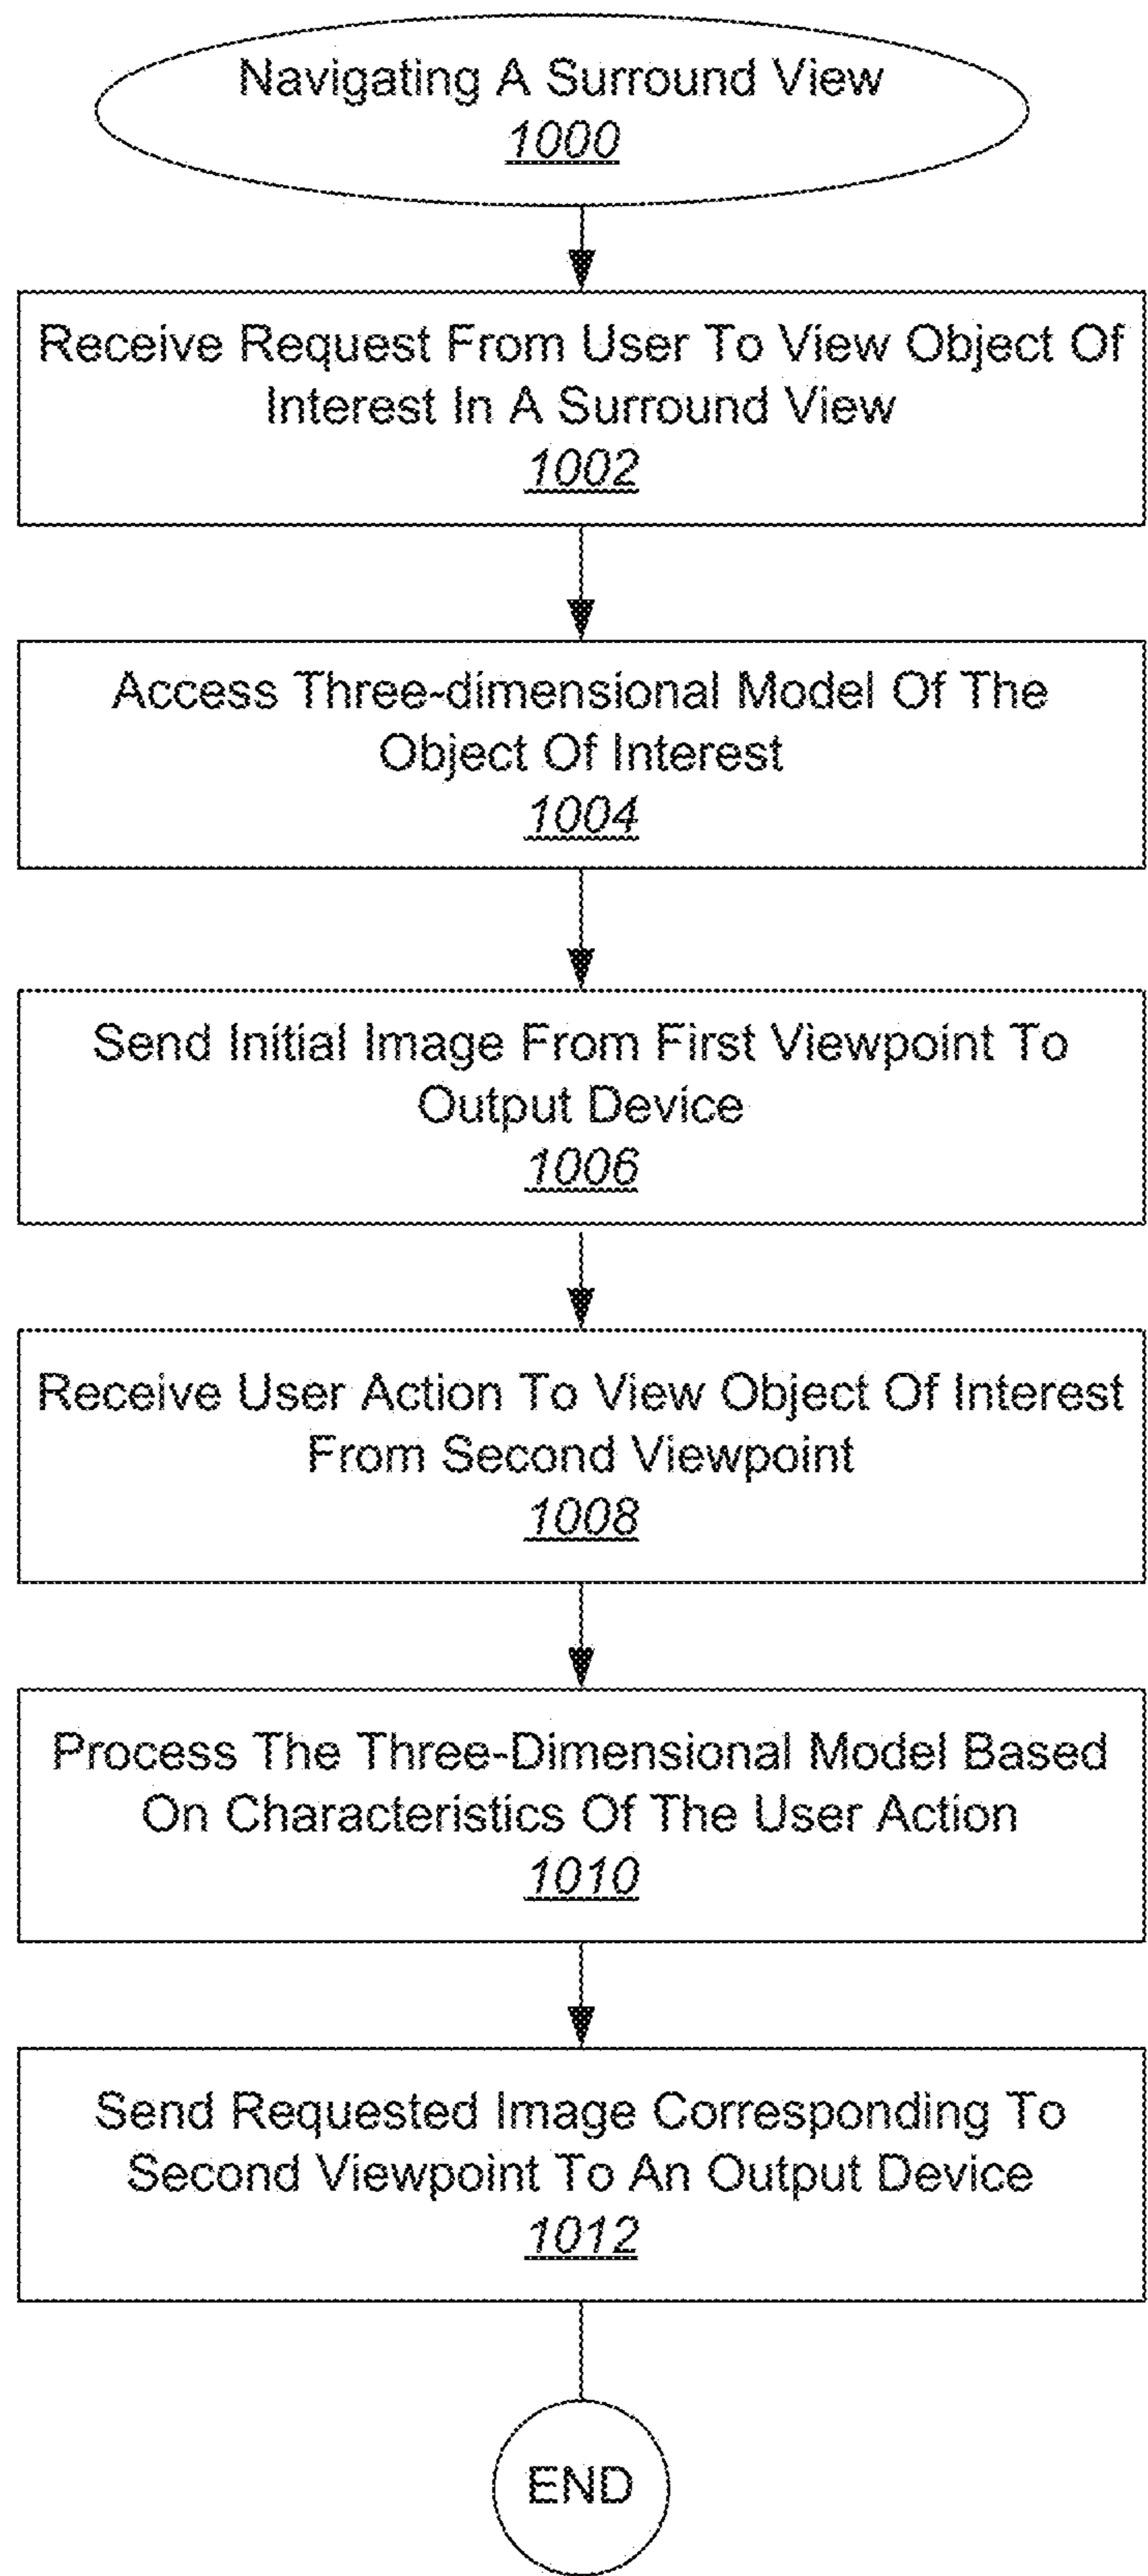 Navigating A Surround View
1000
Receive Request From User To View Object Of
Interest In A Surround View
1002
Access Three-dimensional Model Of The
Object Of Interest
1004
Send Initial Image From First Viewpoint To
Output Device
1006
Receive User Action To View Object Of Interest
From Second Viewpoint
1008
Process The Three-Dimensional Model Based
On Characteristics Of The User Action
1010
Send Requested Image Corresponding To
Second Viewpoint To An Output Device
1012
END